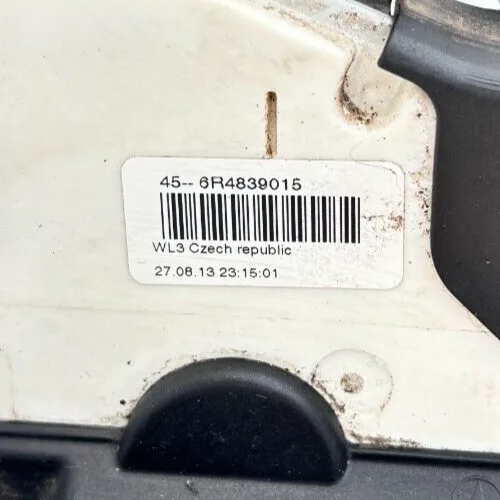 45-- 6R4839015
WL3 Czech republic
27.08.13 23:15:01